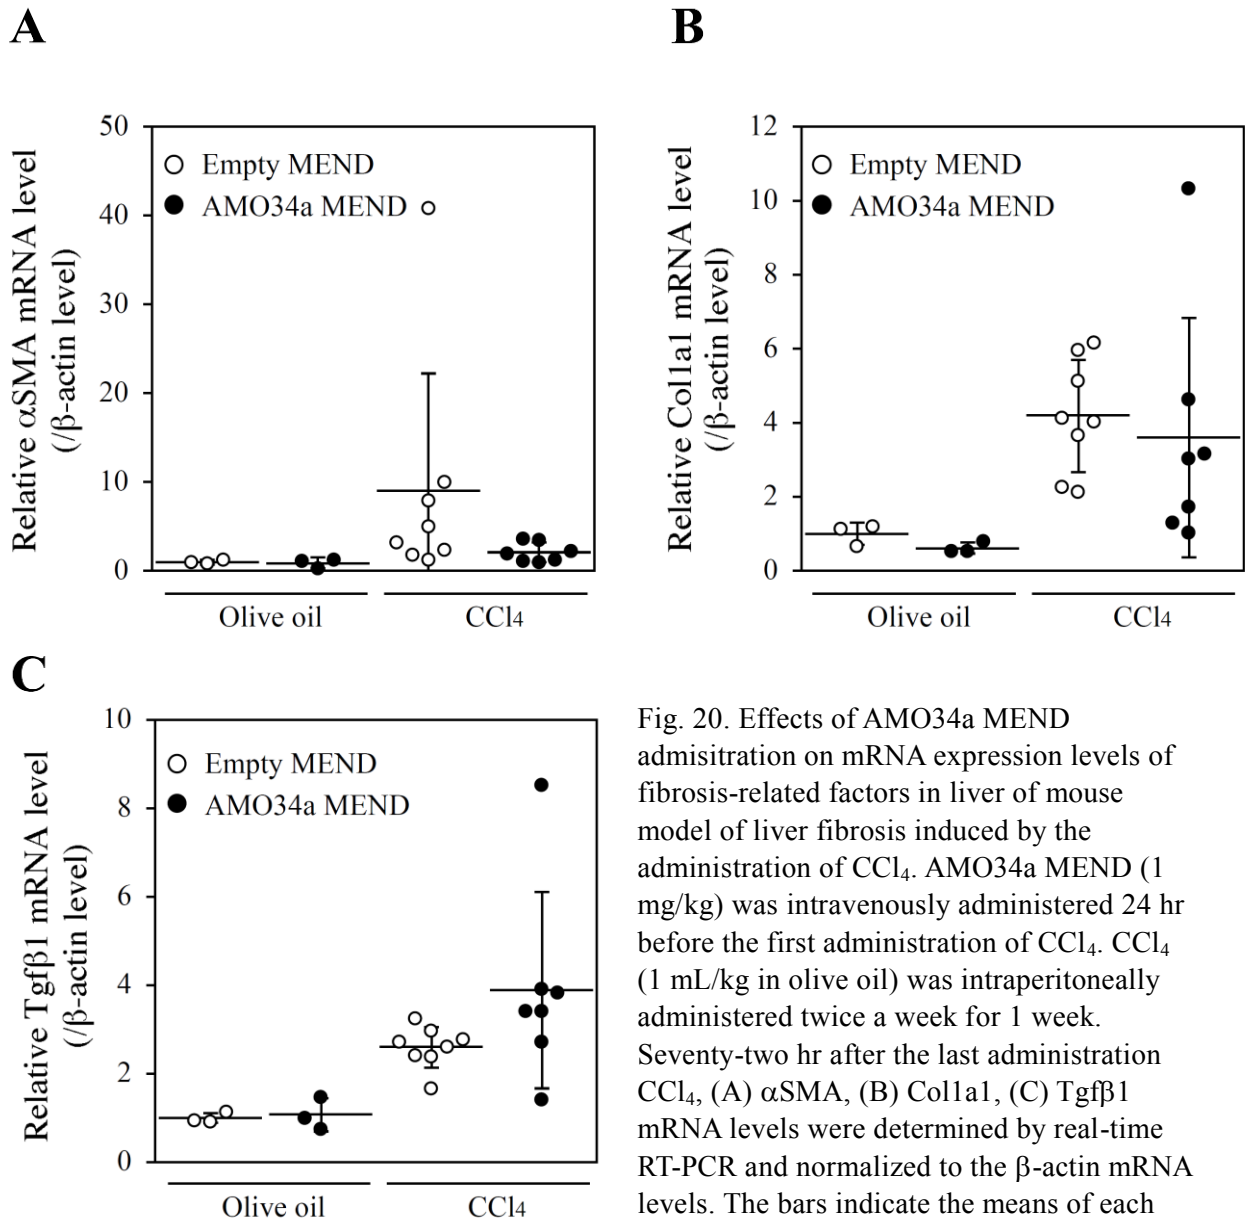 A
Relative αSMA mRNA level
(/β-actin level)
50
40
30
20
10
0
Empty MEND
AMO34a MEND
Olive oil
CCl4
B
Relative Col1a1 mRNA level
(/β-actin level)
12
10
8
6
4
2
0
Empty MEND
AMO34a MEND
Olive oil
CCl4
C
Relative Tgfβ1 mRNA level
(/β-actin level)
10
8
6
4
2
0
Empty MEND
AMO34a MEND
Olive oil
CCl4
Fig. 20. Effects of AMO34a MEND
admisitration on mRNA expression levels of
fibrosis-related factors in liver of mouse
model of liver fibrosis induced by the
administration of CCl₄. AMO34a MEND (1
mg/kg) was intravenously administered 24 hr
before the first administration of CCl₄. CCl₄
(1 mL/kg in olive oil) was intraperitoneally
administered twice a week for 1 week.
Seventy-two hr after the last administration
CCl₄, (A) αSMA, (B) Col1a1, (C) Tgfβ1
mRNA levels were determined by real-time
RT-PCR and normalized to the β-actin mRNA
levels. The bars indicate the means of each